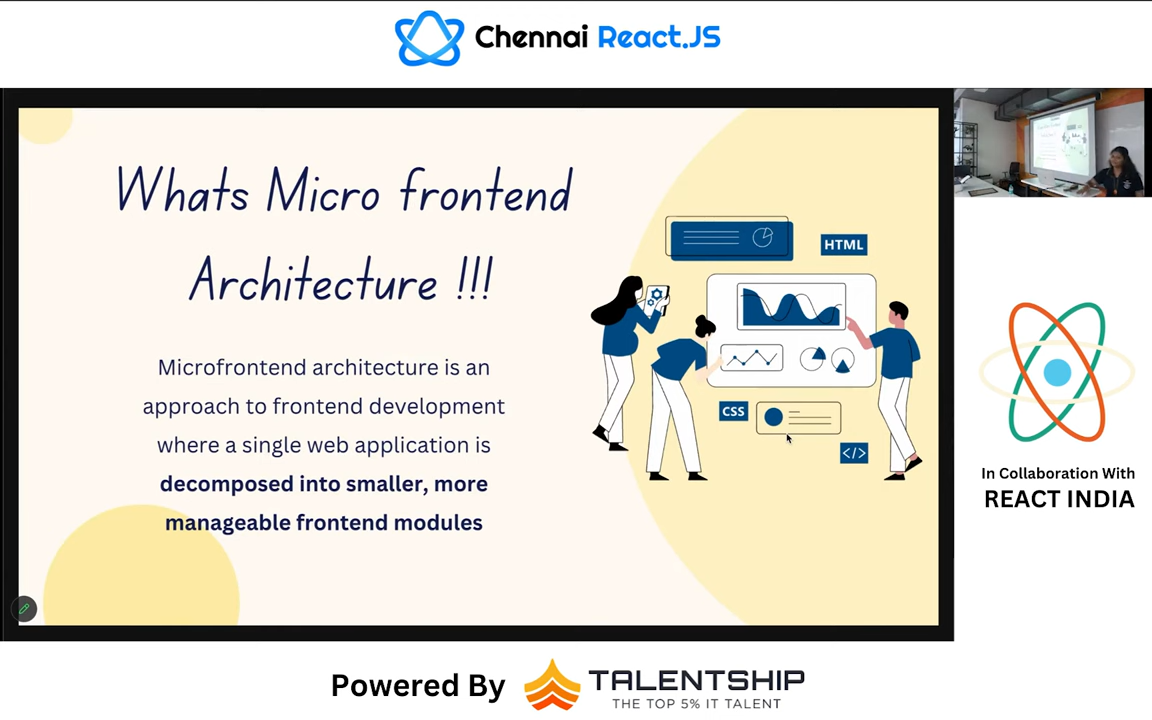 Chennai React.JS
Whats Micro frontend
Architecture !!!
Microfrontend architecture is an
approach to frontend development
where a single web application is
decomposed into smaller, more
manageable frontend modules
HTML
CSS
</>
In Collaboration With
REACT INDIA
Powered By
TALENTSHIP
THE TOP 5% IT TALENT